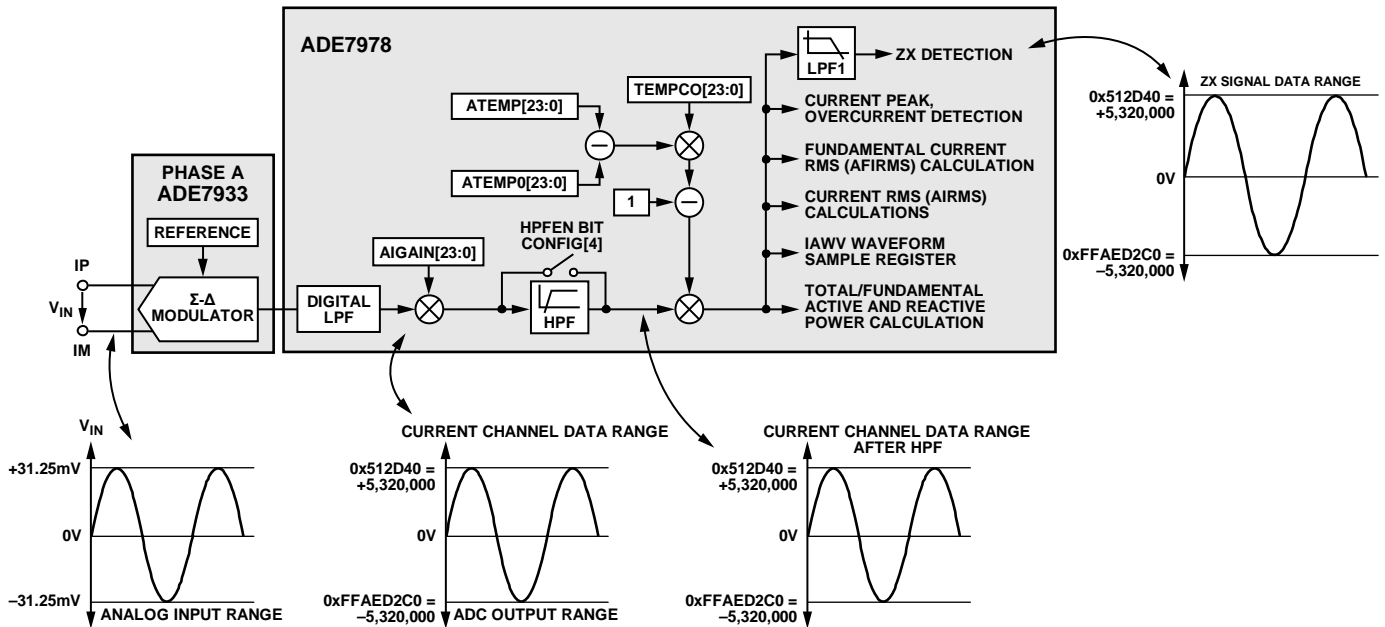 ADE7978
LPF1
ZX DETECTION
TEMPCO[23:0]
ATEMP[23:0]
–
×
ATEMP0[23:0]
1
–
CURRENT PEAK,
OVERCURRENT DETECTION
FUNDAMENTAL CURRENT
RMS (AFIRMS) CALCULATION
CURRENT RMS (AIRMS)
CALCULATIONS
IAWV WAVEFORM
SAMPLE REGISTER
TOTAL/FUNDAMENTAL
ACTIVE AND REACTIVE
POWER CALCULATION
ZX SIGNAL DATA RANGE
0x512D40 =
+5,320,000
0V
0xFFAED2C0 =
–5,320,000
PHASE A
ADE7933
REFERENCE
IP
VIN
IM
Σ-Δ
MODULATOR
DIGITAL
LPF
AIGAIN[23:0]
×
HPFEN BIT
CONFIG[4]
HPF
×
VIN
+31.25mV
0V
–31.25mV
ANALOG INPUT RANGE
CURRENT CHANNEL DATA RANGE
0x512D40 =
+5,320,000
0V
0xFFAED2C0 =
–5,320,000
ADC OUTPUT RANGE
CURRENT CHANNEL DATA RANGE
AFTER HPF
0x512D40 =
+5,320,000
0V
0xFFAED2C0 =
–5,320,000